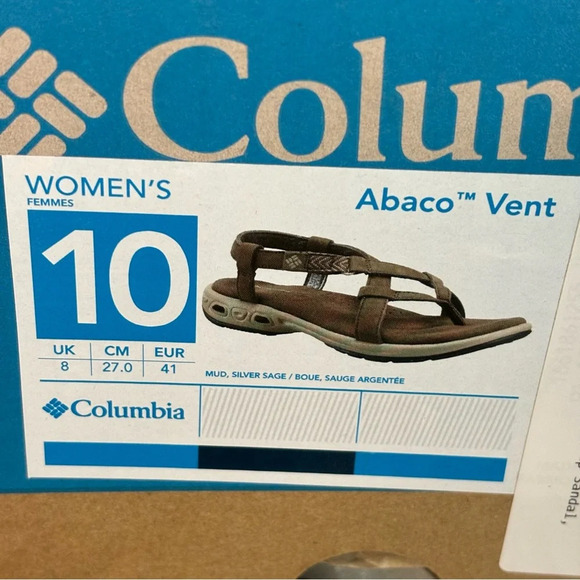 Colum
WOMEN'S
FEMMES
Abaco™ Vent
10
UK CM EUR
8 27.0 41
MUD, SILVER SAGE / BOUE, SAUGE ARGENTÉE
Columbia
Sandal,